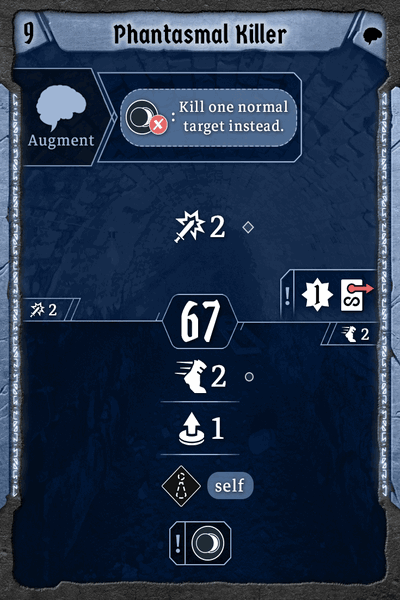 9 Phantasmal Killer
Augment
: Kill one normal
target instead.
2
! 1 S
2
67
2
2
1
self
!